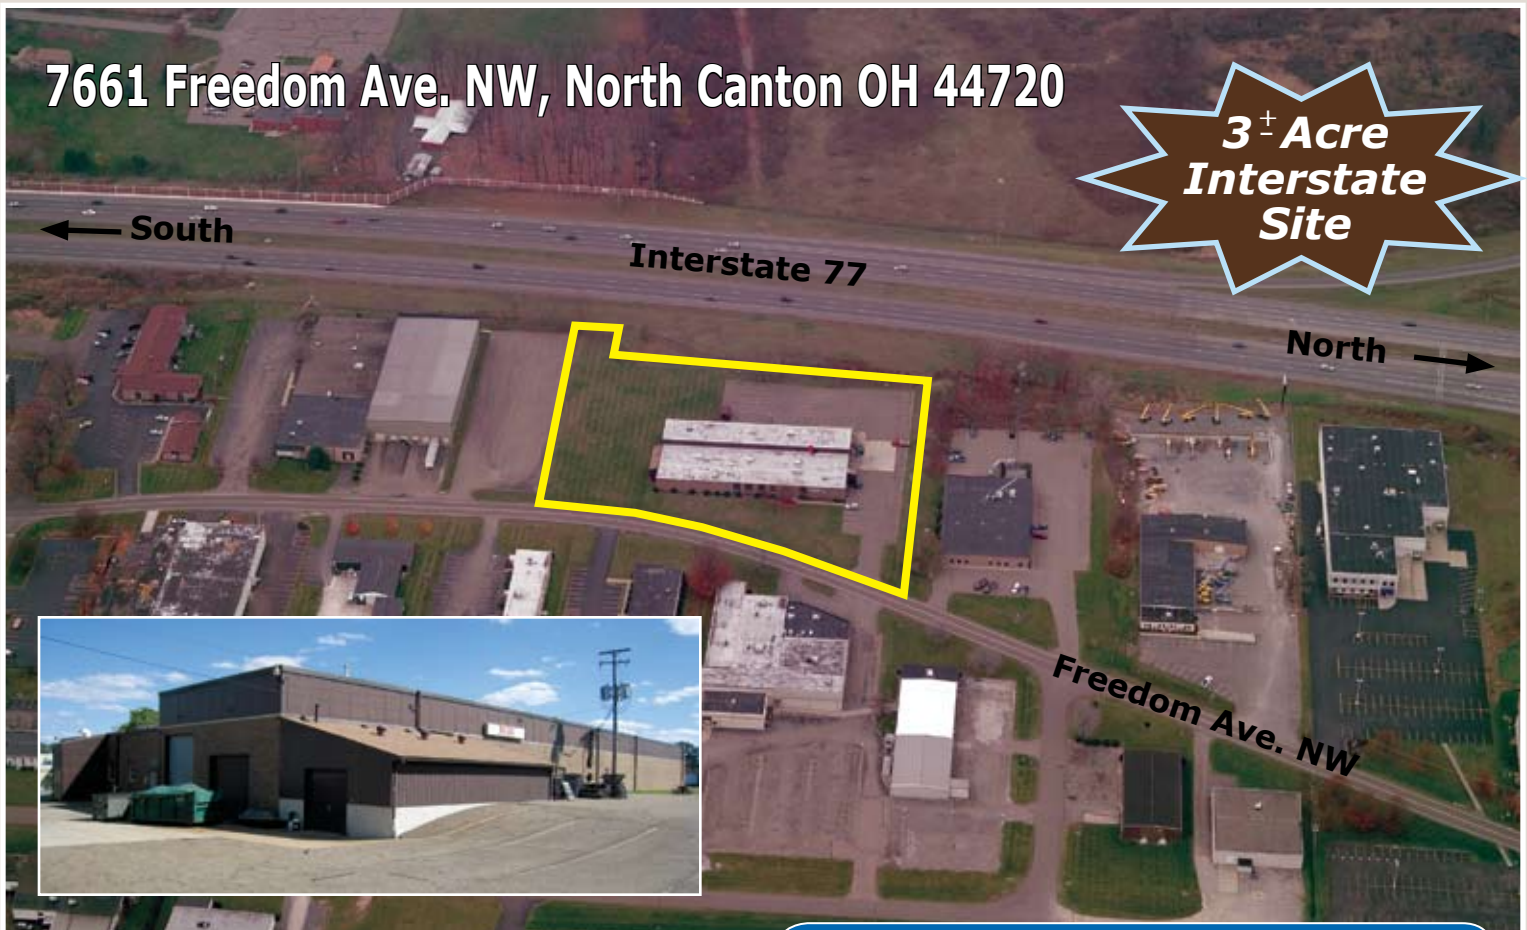 7661 Freedom Ave. NW, North Canton OH 44720
3 ± Acre
Interstate
Site
South
Interstate 77
North
Freedom Ave. NW